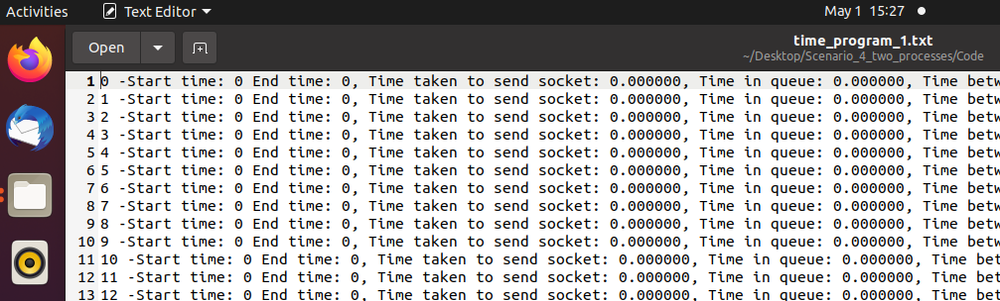 Activities Text Editor May 1 15:27
Open time_program_1.txt
~/Desktop/Scenario_4_two_processes/Code
1 0 -Start time: 0 End time: 0, Time taken to send socket: 0.000000, Time in queue: 0.000000, Time betw
2 1 -Start time: 0 End time: 0, Time taken to send socket: 0.000000, Time in queue: 0.000000, Time betw
3 2 -Start time: 0 End time: 0, Time taken to send socket: 0.000000, Time in queue: 0.000000, Time betw
4 3 -Start time: 0 End time: 0, Time taken to send socket: 0.000000, Time in queue: 0.000000, Time betw
5 4 -Start time: 0 End time: 0, Time taken to send socket: 0.000000, Time in queue: 0.000000, Time betw
6 5 -Start time: 0 End time: 0, Time taken to send socket: 0.000000, Time in queue: 0.000000, Time betw
7 6 -Start time: 0 End time: 0, Time taken to send socket: 0.000000, Time in queue: 0.000000, Time betw
8 7 -Start time: 0 End time: 0, Time taken to send socket: 0.000000, Time in queue: 0.000000, Time betw
9 8 -Start time: 0 End time: 0, Time taken to send socket: 0.000000, Time in queue: 0.000000, Time betw
10 9 -Start time: 0 End time: 0, Time taken to send socket: 0.000000, Time in queue: 0.000000, Time betw
11 10 -Start time: 0 End time: 0, Time taken to send socket: 0.000000, Time in queue: 0.000000, Time bet
12 11 -Start time: 0 End time: 0, Time taken to send socket: 0.000000, Time in queue: 0.000000, Time bet
13 12 -Start time: 0 End time: 0, Time taken to send socket: 0.000000, Time in queue: 0.000000, Time bet